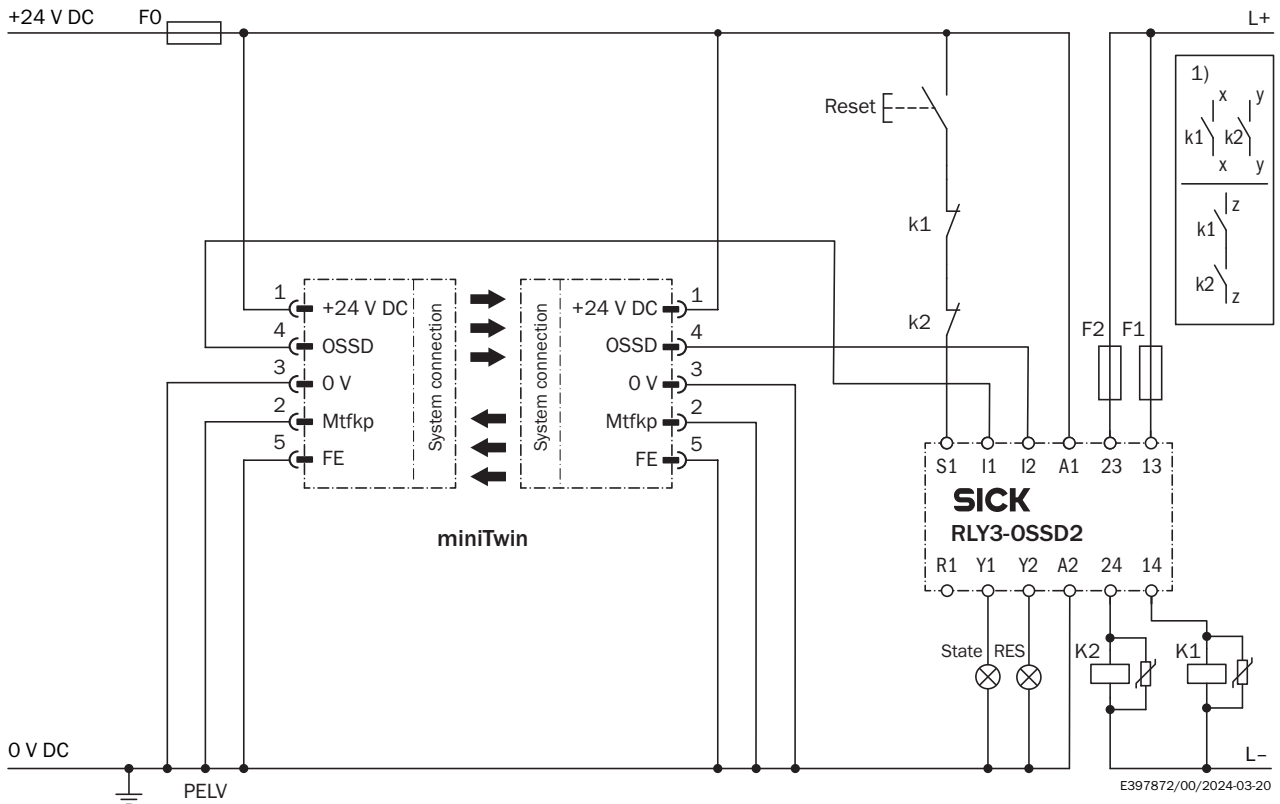 +24 V DC F0 L+
1)
x y
k1 k2
x y
z
k1
k2
z
Reset
k1
k2
F2 F1
1 +24 V DC
4 OSSD
3 0 V
2 Mtfkp
5 FE
System connection
System connection
+24 V DC 1
OSSD 4
0 V 3
Mtfkp 2
FE 5
miniTwin
S1 I1 I2 A1 23 13
SICK
RLY3-OSSD2
R1 Y1 Y2 A2 24 14
State RES K2 K1
0 V DC L–
PELV
E397872/00/2024-03-20